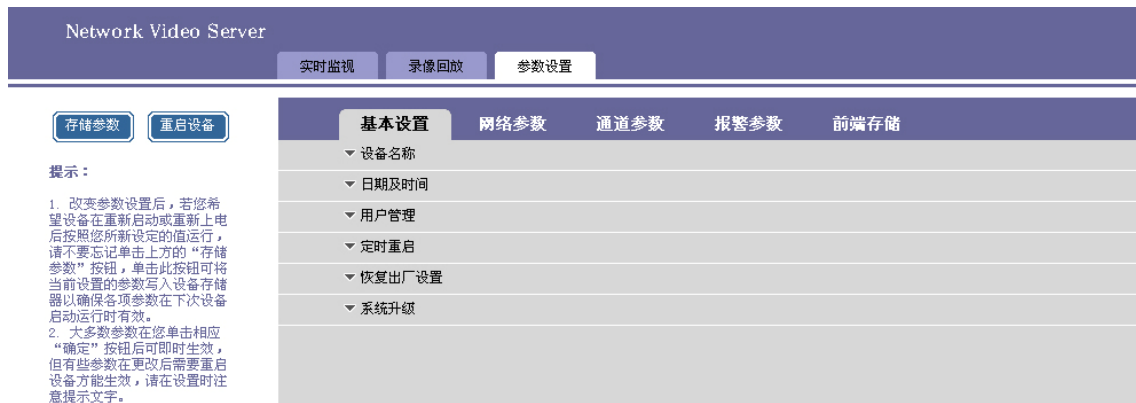 Network Video Server
实时监视 录像回放 参数设置
存储参数 重启设备
提示：
1. 改变参数设置后，若您希
望设备在重新启动或重新上电
后按照您所新设定的值运行，
请不要忘记单击上方的“存储
参数”按钮，单击此按钮可将
当前设置的参数写入设备存储
器以确保各项参数在下次设备
启动运行时有效。
2. 大多数参数在您单击相应
“确定”按钮后可即时生效，
但有些参数在更改后需要重启
设备方能生效，请在设置时注
意提示文字。
基本设置 网络参数 通道参数 报警参数 前端存储
设备名称
日期及时间
用户管理
定时重启
恢复出厂设置
系统升级